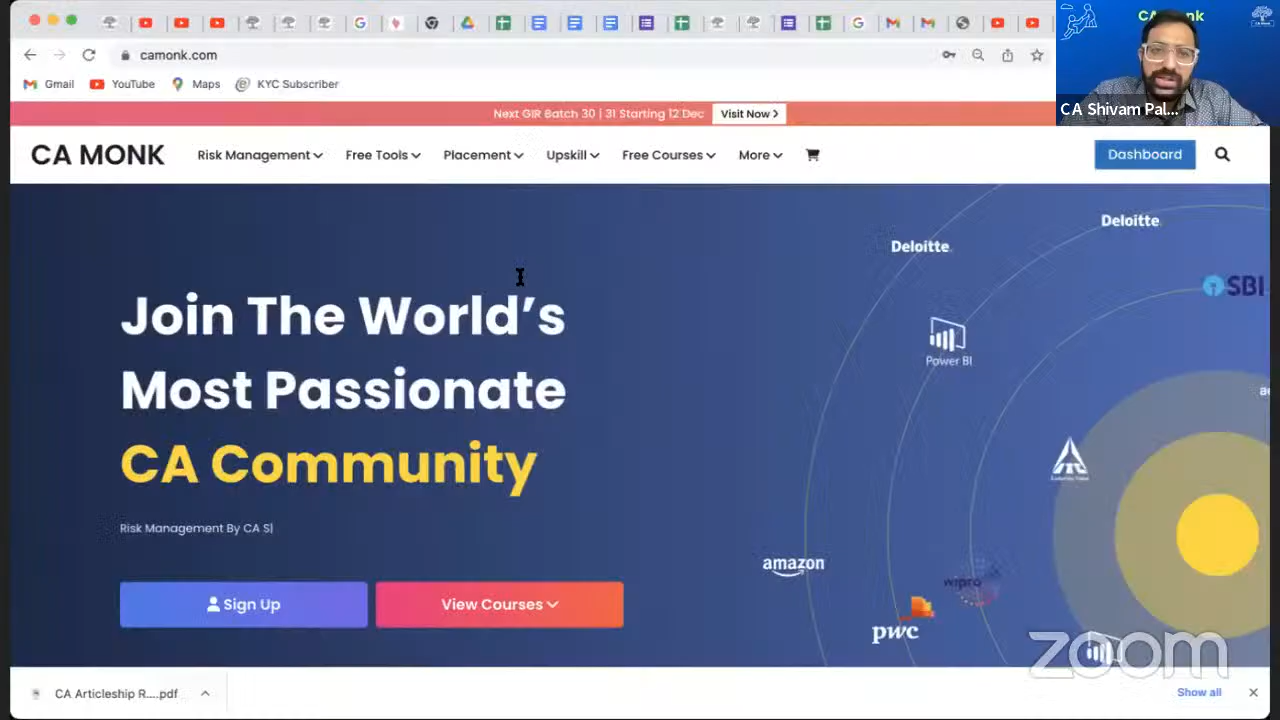 camonk.com
CA Monk
Gmail
YouTube
Maps
KYC Subscriber
CA Shivam Pal...
Next GIR Batch 30 | 31 Starting 12 Dec
Visit Now
CA MONK
Risk Management
Free Tools
Placement
Upskill
Free Courses
More
Dashboard
Deloitte.
Deloitte.
SBI
Join The World's
Most Passionate
CA Community
Power BI
Risk Management By CA S
amazon
wipro
pwc
Sign Up
View Courses
zoom
CA Articleship R....pdf
Show all